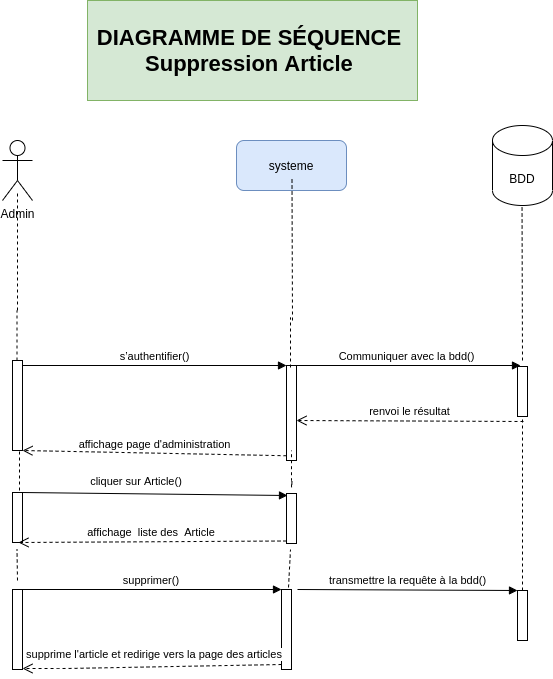 DIAGRAMME DE SÉQUENCE
Suppression Article
Admin
systeme
BDD
s'authentifier()
Communiquer avec la bdd()
renvoi le résultat
affichage page d'administration
cliquer sur Article()
affichage  liste des  Article
supprimer()
transmettre la requête à la bdd()
supprime l'article et redirige vers la page des articles